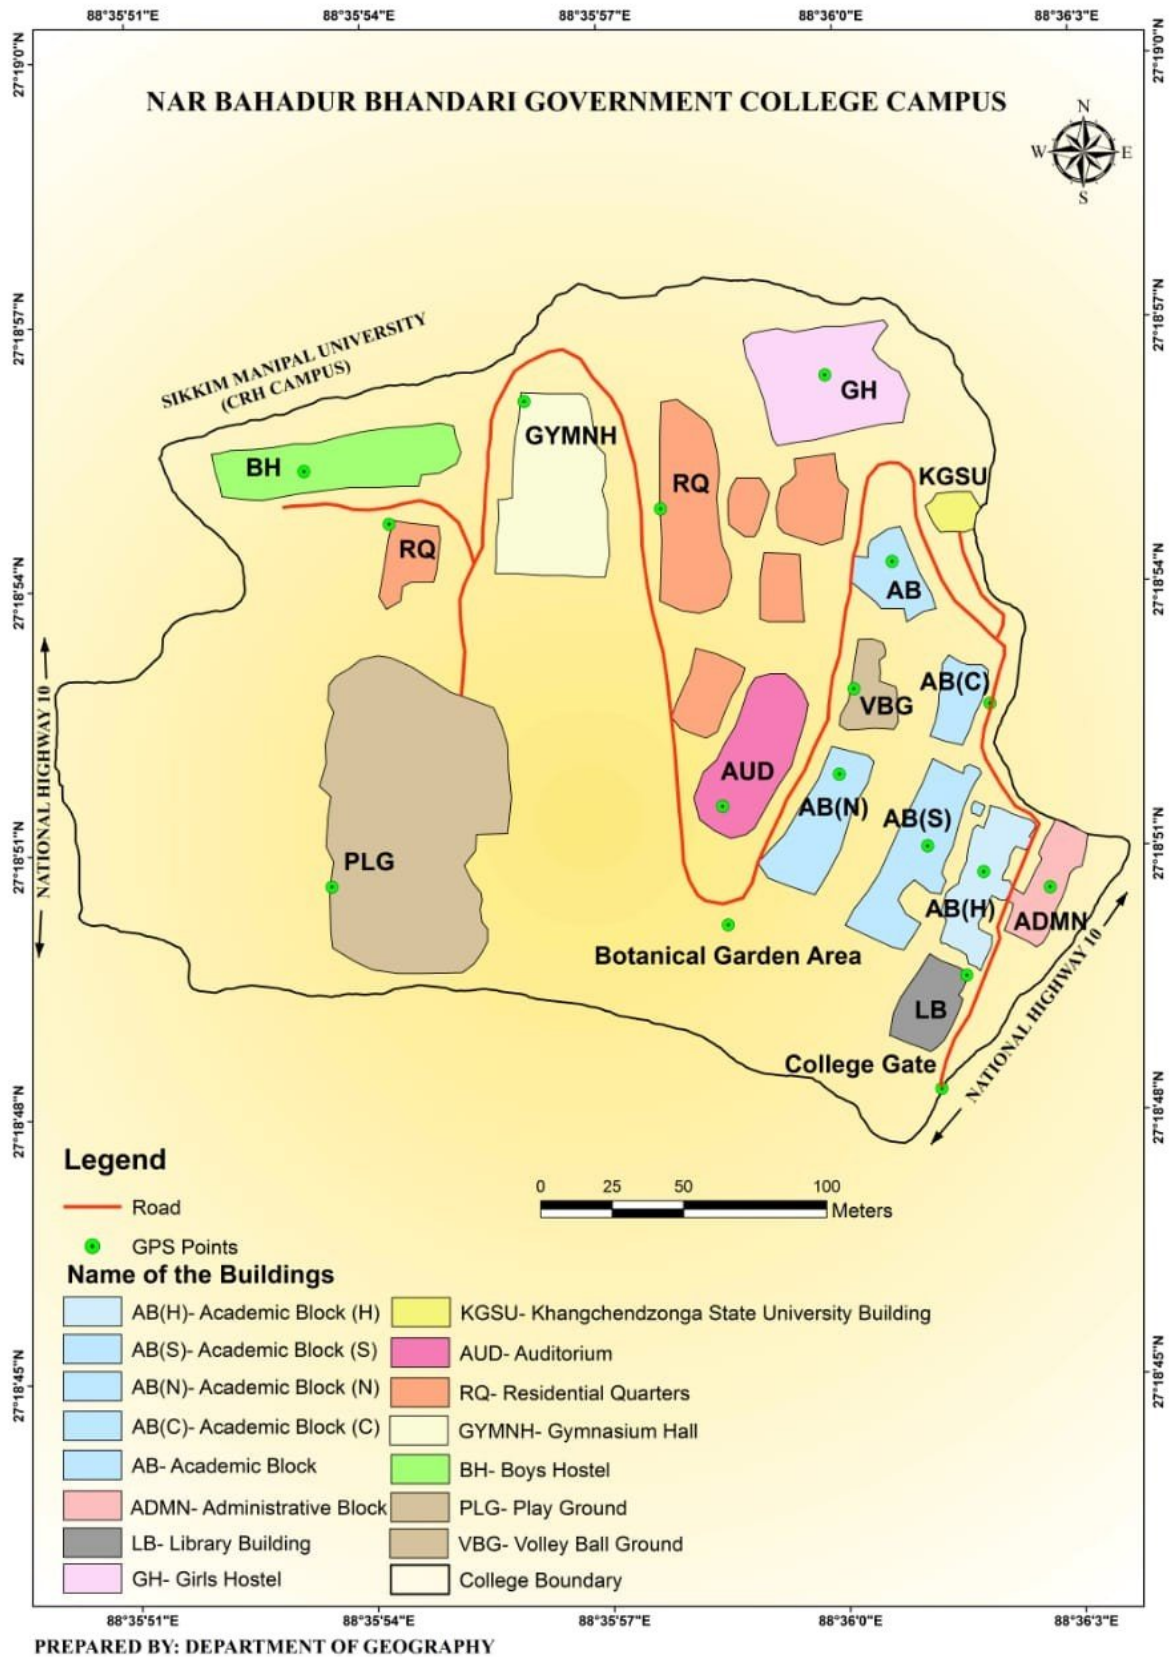 88°35'51"E 88°35'54"E 88°35'57"E 88°36'0"E 88°36'3"E
27°19'0"N
27°19'0"N
NAR BAHADUR BHANDARI GOVERNMENT COLLEGE CAMPUS
N
W E
S
27°18'57"N
27°18'57"N
SIKKIM MANIPAL UNIVERSITY
(CRH CAMPUS)
GH
GYMNH
BH
KGSU
RQ
RQ
27°18'54"N
27°18'54"N
AB
AB(C)
VBG
NATIONAL HIGHWAY 10
AUD
AB(N)
AB(S)
27°18'51"N
27°18'51"N
PLG
AB(H)
ADMN
Botanical Garden Area
LB
NATIONAL HIGHWAY 10
College Gate
27°18'48"N
27°18'48"N
Legend
Road
GPS Points
0 25 50 100
Meters
Name of the Buildings
AB(H)- Academic Block (H)
AB(S)- Academic Block (S)
AB(N)- Academic Block (N)
AB(C)- Academic Block (C)
AB- Academic Block
ADMN- Administrative Block
LB- Library Building
GH- Girls Hostel
KGSU- Khangchendzonga State University Building
AUD- Auditorium
RQ- Residential Quarters
GYMNH- Gymnasium Hall
BH- Boys Hostel
PLG- Play Ground
VBG- Volley Ball Ground
College Boundary
27°18'45"N
27°18'45"N
88°35'51"E 88°35'54"E 88°35'57"E 88°36'0"E 88°36'3"E
PREPARED BY: DEPARTMENT OF GEOGRAPHY